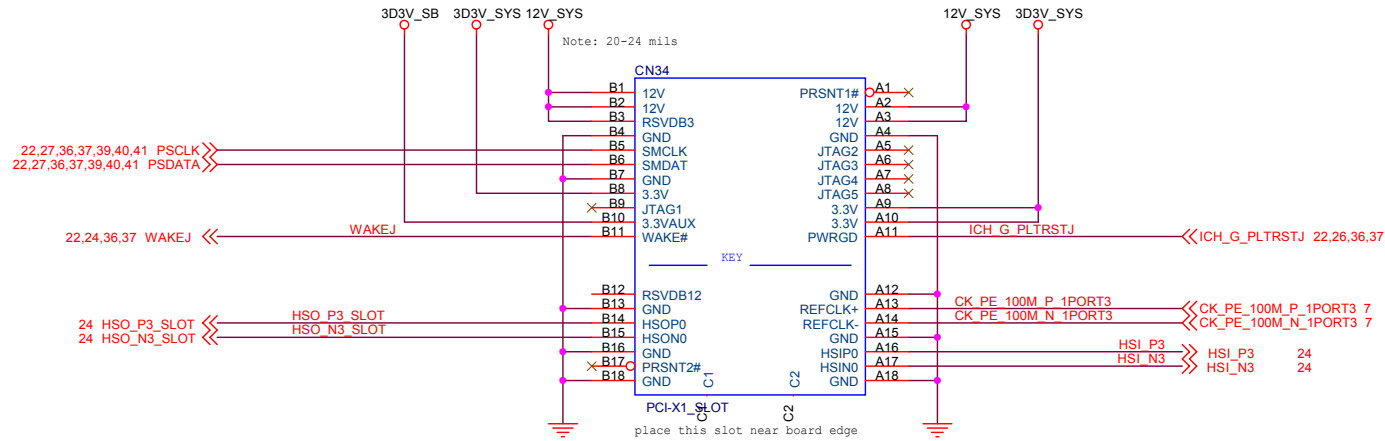 3D3V_SB 3D3V_SYS 12V_SYS 12V_SYS 3D3V_SYS
Note: 20-24 mils
CN34
B1 12V PRSNT1# A1
B2 12V 12V A2
B3 RSVDB3 12V A3
B4 GND GND A4
22,27,36,37,39,40,41 PSCLK B5 SMCLK JTAG2 A5
22,27,36,37,39,40,41 PSDATA B6 SMDAT JTAG3 A6
B7 GND JTAG4 A7
B8 3.3V JTAG5 A8
B9 JTAG1 3.3V A9
B10 3.3VAUX 3.3V A10
22,24,36,37 WAKEJ WAKEJ B11 WAKE# PWRGD A11 ICH_G_PLTRSTJ ICH_G_PLTRSTJ 22,26,36,37
KEY
B12 RSVDB12 GND A12
B13 GND REFCLK+ A13 CK_PE_100M_P_1PORT3 CK_PE_100M_P_1PORT3 7
24 HSO_P3_SLOT HSO_P3_SLOT B14 HSOP0 REFCLK- A14 CK_PE_100M_N_1PORT3 CK_PE_100M_N_1PORT3 7
24 HSO_N3_SLOT HSO_N3_SLOT B15 HSON0 GND A15
B16 GND HSIP0 A16 HSI_P3 HSI_P3 24
B17 PRSNT2# HSIN0 A17 HSI_N3 HSI_N3 24
B18 GND C1 C2 GND A18
PCI-X1_SLOT C1 C2
place this slot near board edge